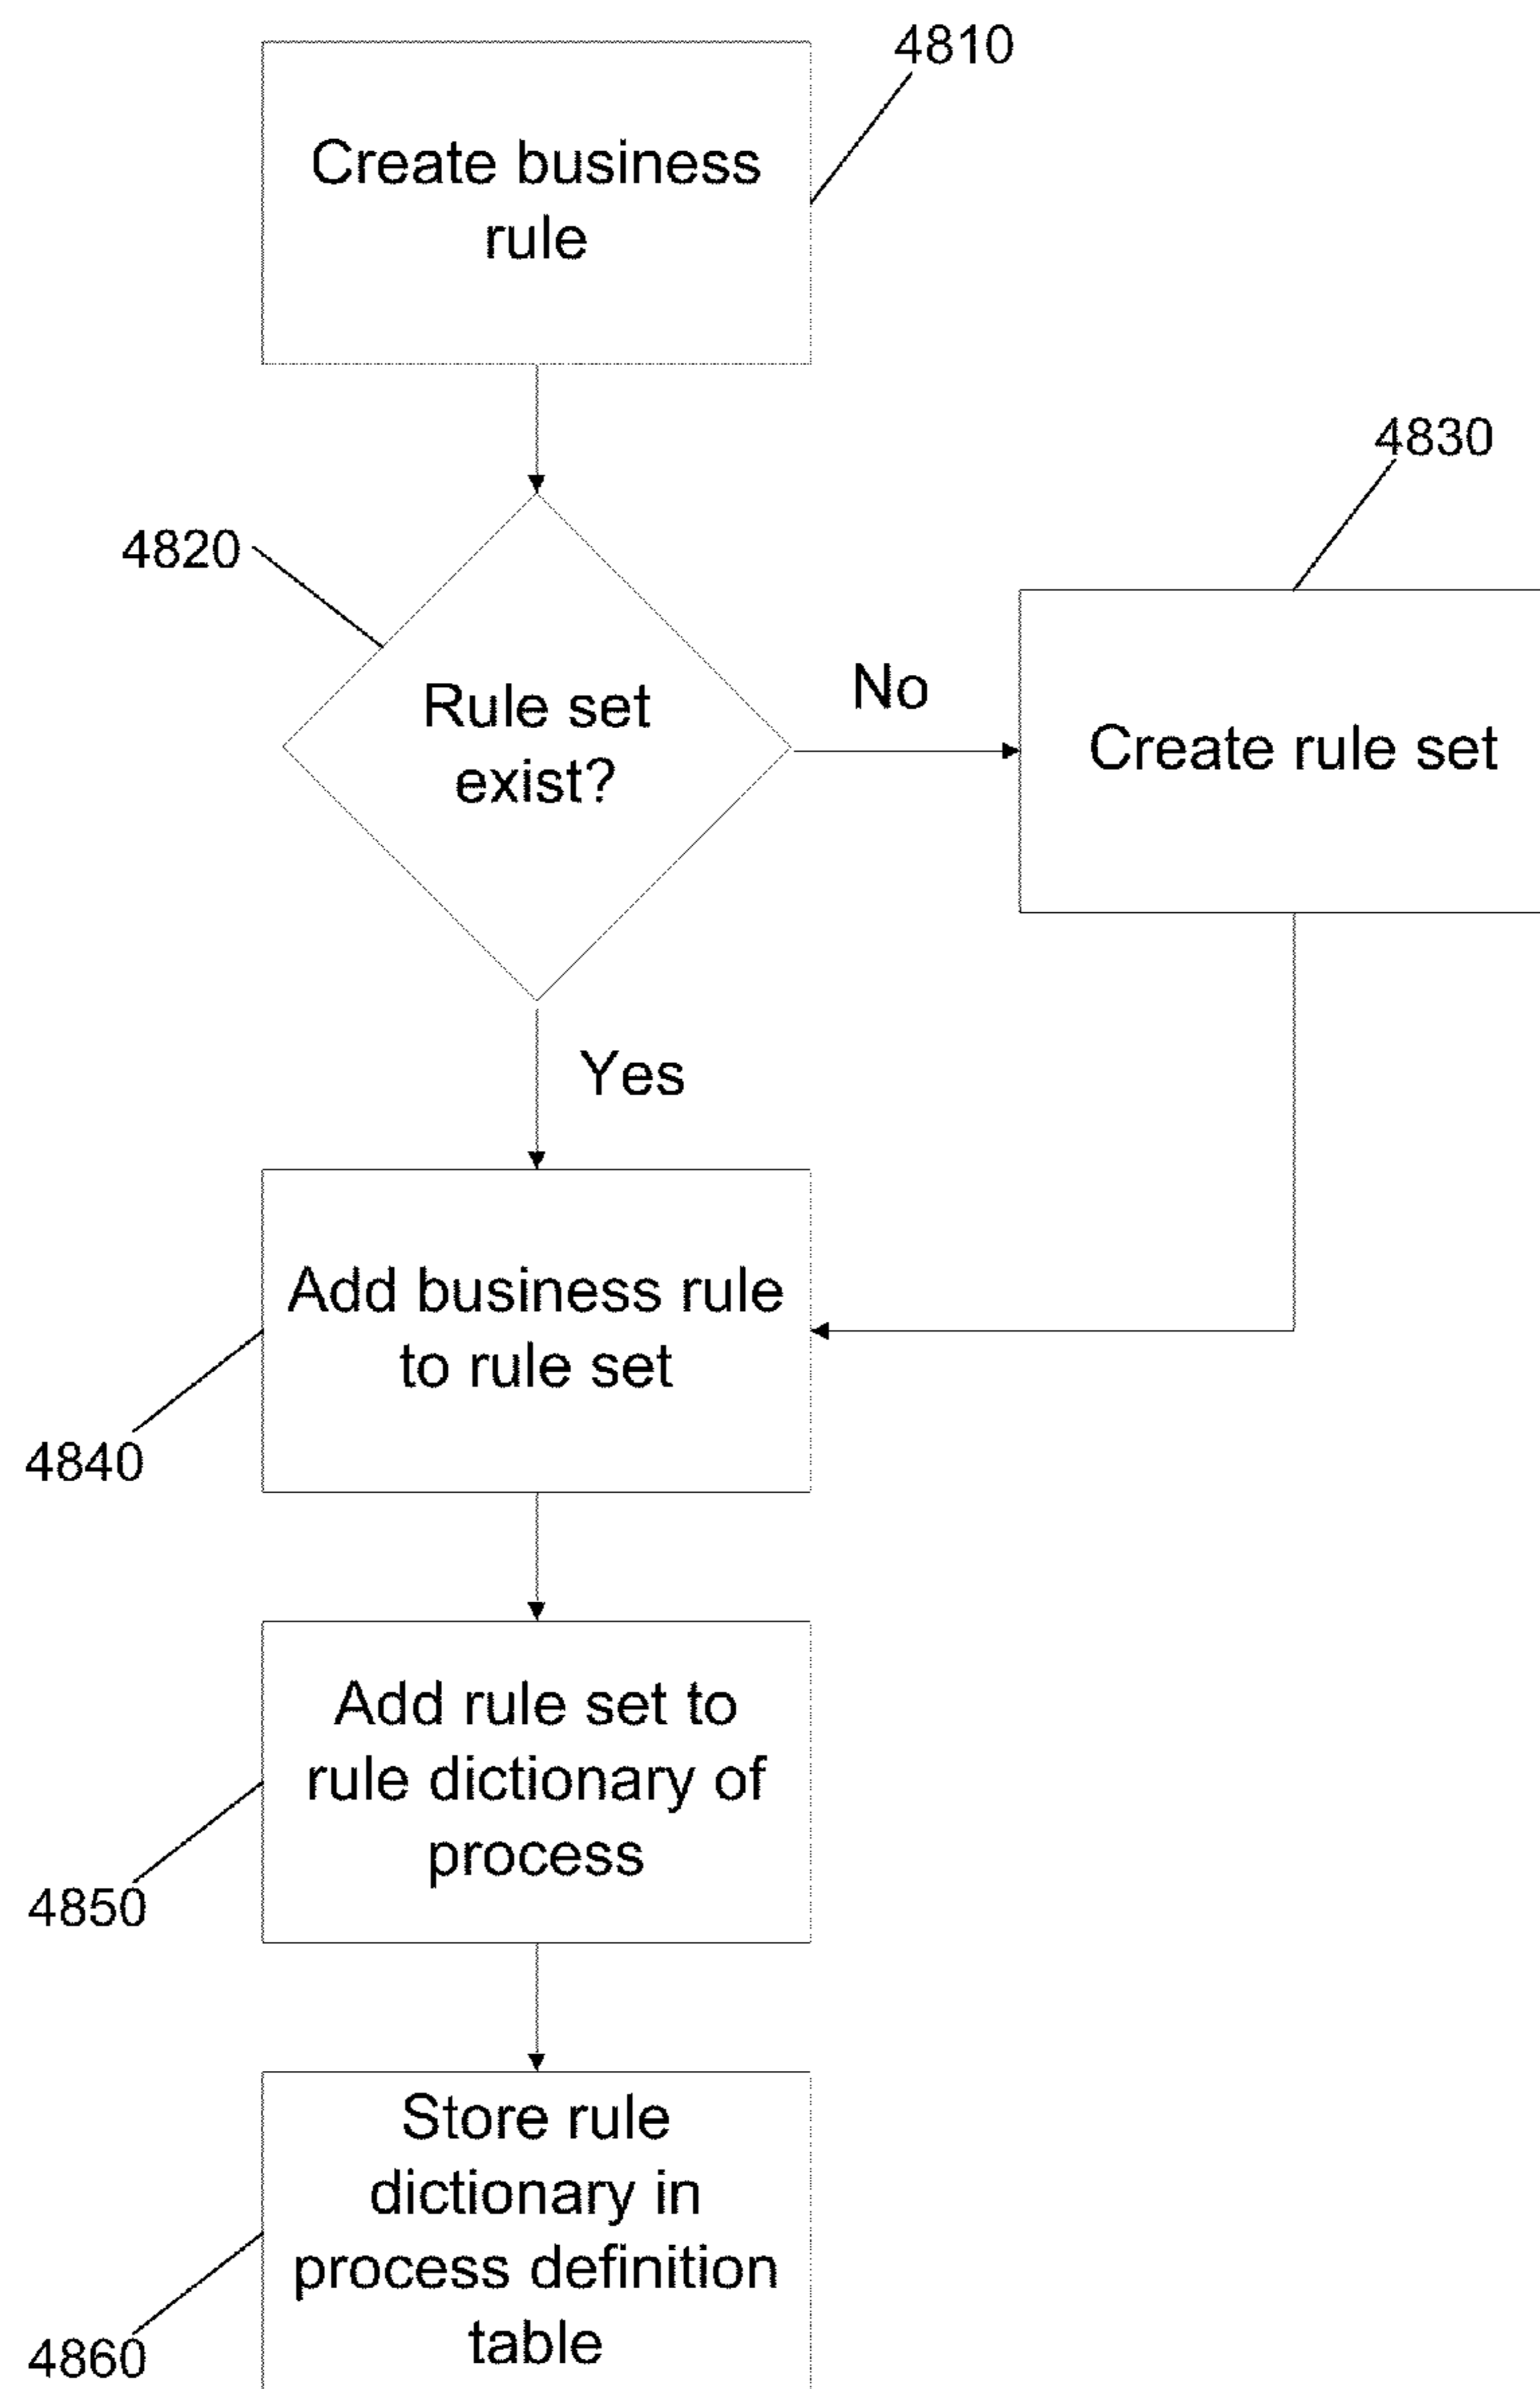 4810
Create business
rule
4830
4820
Rule set
exist?
No
Create rule set
Yes
Add business rule
to rule set
4840
Add rule set to
rule dictionary of
process
4850
Store rule
dictionary in
process definition
table
4860